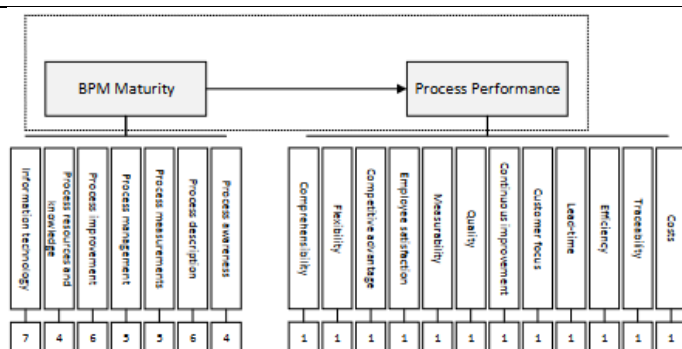 BPM Maturity
Process Performance
Information technology
Process resources and
knowledge
Process improvement
Process management
Process measurements
Process description
Process awareness
Comprehensibility
Flexibility
Competitive advantage
Employee satisfaction
Measurability
Quality
Continuous improvement
Customer focus
Lead-time
Efficiency
Traceability
Costs
7 4 6 5 5 6 4 1 1 1 1 1 1 1 1 1 1 1 1